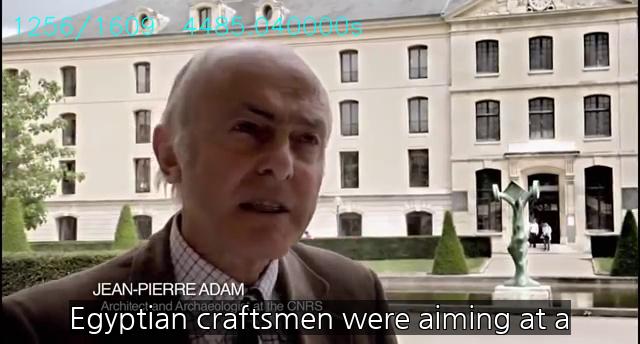 1256/1609 4485.040000s
JEAN-PIERRE ADAM
Architect and Archaeologist at the CNRS
Egyptian craftsmen were aiming at a